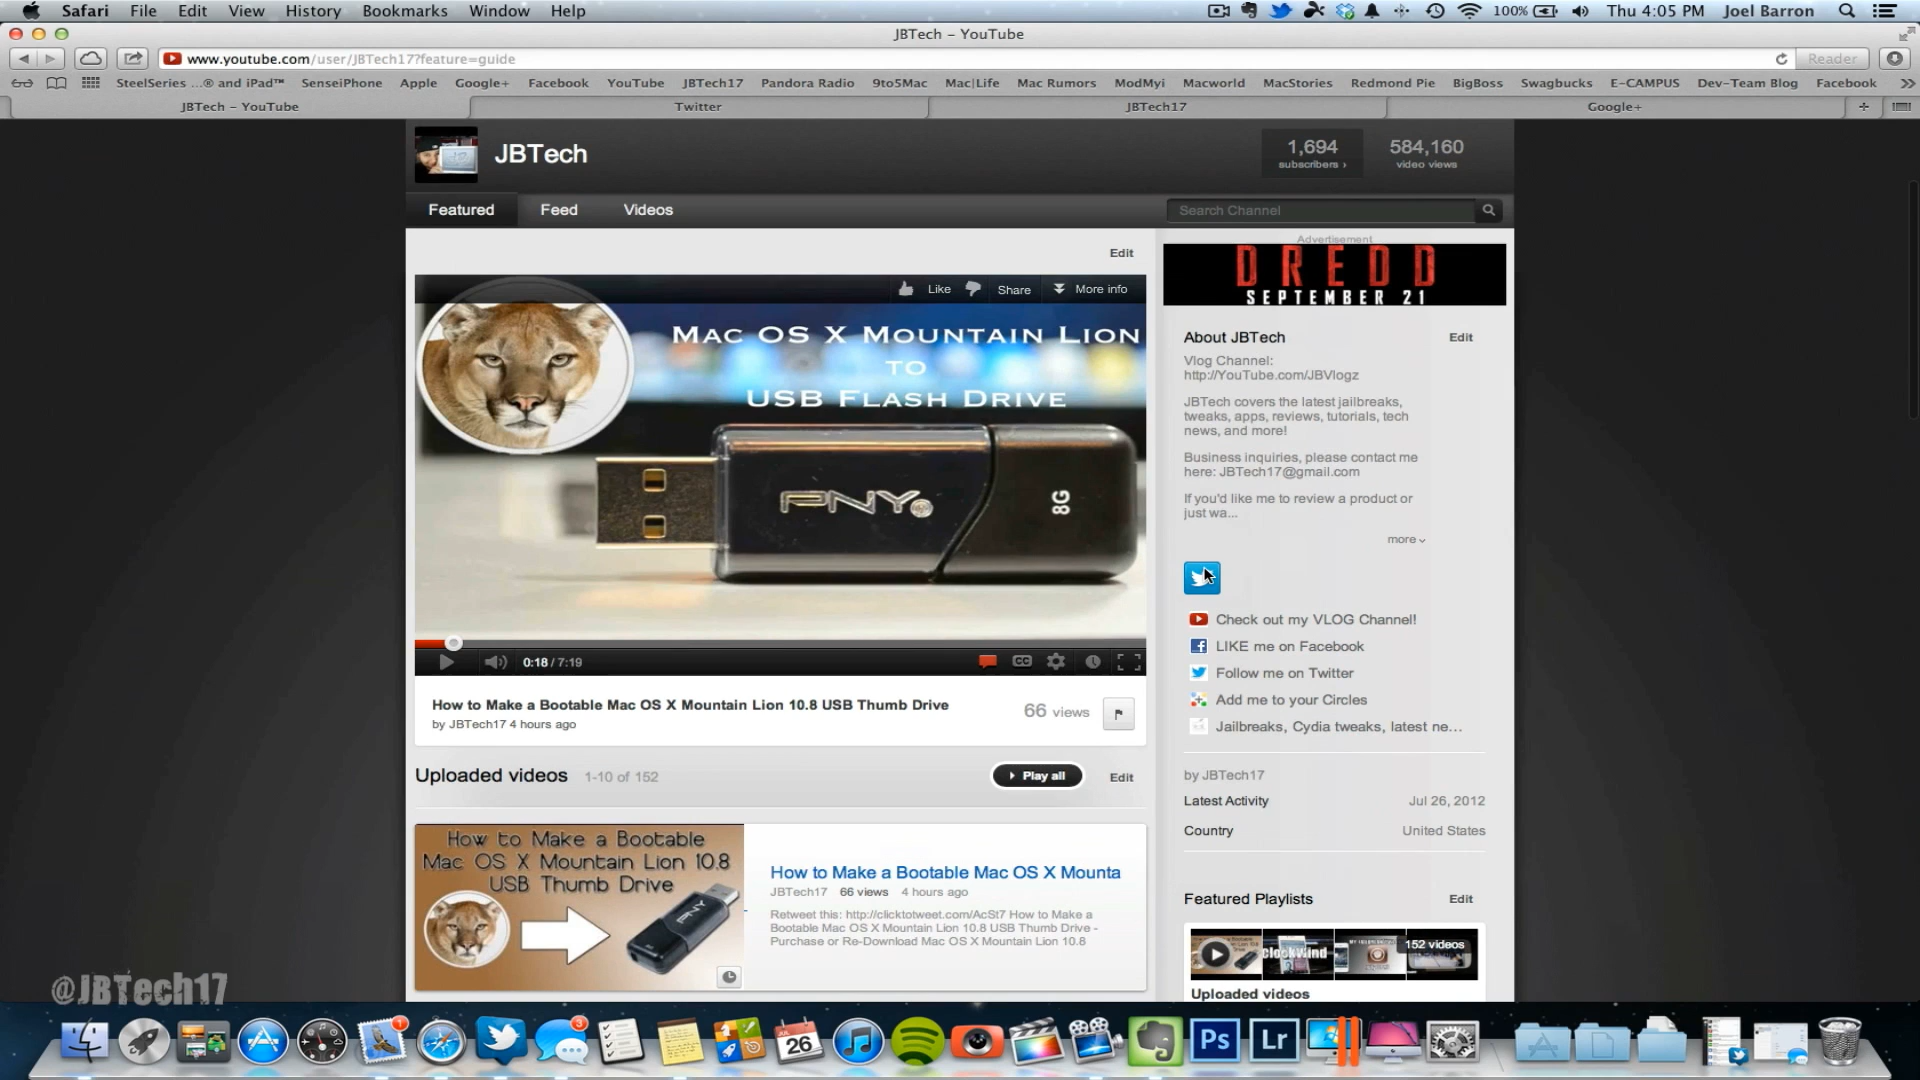 Safari File Edit View History Bookmarks Window Help
100% Thu 4:05 PM Joel Barron
JBTech – YouTube
www.youtube.com/user/JBTech17?feature=guide
Reader
SteelSeries ...® and iPad™ SenseiPhone Apple Google+ Facebook YouTube JBTech17 Pandora Radio 9to5Mac Mac|Life Mac Rumors ModMyi Macworld MacStories Redmond Pie BigBoss Swagbucks E-CAMPUS Dev-Team Blog Facebook
JBTech – YouTube Twitter JBTech17 Google+
JBTech
1,694
subscribers ›
584,160
video views
Featured Feed Videos
Search Channel
Edit
Like Share More info
Mac OS X Mountain Lion
to
USB Flash Drive
PNY
8G
0:18 / 7:19
CC
How to Make a Bootable Mac OS X Mountain Lion 10.8 USB Thumb Drive
by JBTech17 4 hours ago
66 views
Uploaded videos 1-10 of 152
Play all
Edit
How to Make a Bootable
Mac OS X Mountain Lion 10.8
USB Thumb Drive
PNY
How to Make a Bootable Mac OS X Mounta
JBTech17 66 views 4 hours ago
Retweet this: http://clicktotweet.com/AcSt7 How to Make a
Bootable Mac OS X Mountain Lion 10.8 USB Thumb Drive -
Purchase or Re-Download Mac OS X Mountain Lion 10.8
Advertisement
DREDD
SEPTEMBER 21
About JBTech Edit
Vlog Channel:
http://YouTube.com/JBVlogz
JBTech covers the latest jailbreaks,
tweaks, apps, reviews, tutorials, tech
news, and more!
Business inquiries, please contact me
here: JBTech17@gmail.com
If you'd like me to review a product or
just wa...
more
Check out my VLOG Channel!
LIKE me on Facebook
Follow me on Twitter
Add me to your Circles
Jailbreaks, Cydia tweaks, latest ne...
by JBTech17
Latest Activity Jul 26, 2012
Country United States
Featured Playlists Edit
ClockWind
152 videos
Uploaded videos
@JBTech17
1
3
JUL
26
Ps
Lr